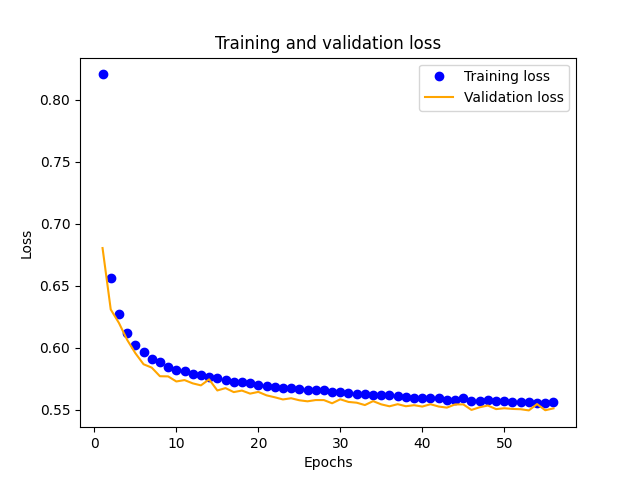 Training and validation loss
Training loss
Validation loss
Loss
0.80
0.75
0.70
0.65
0.60
0.55
0 10 20 30 40 50
Epochs